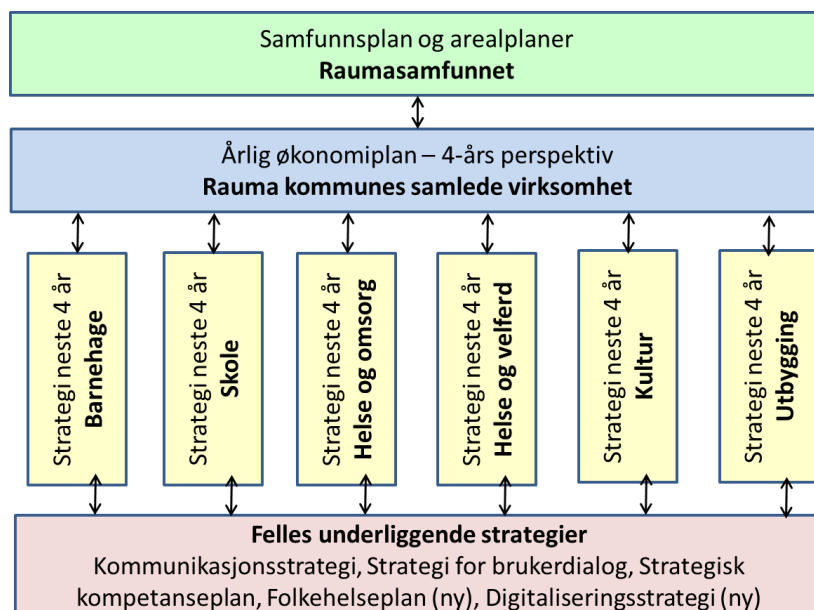 Samfunnsplan og arealplaner
Raumasamfunnet
Årlig økonomiplan – 4-års perspektiv
Rauma kommunes samlede virksomhet
Strategi neste 4 år
Barnehage
Strategi neste 4 år
Skole
Strategi neste 4 år
Helse og omsorg
Strategi neste 4 år
Helse og velferd
Strategi neste 4 år
Kultur
Strategi neste 4 år
Utbygging
Felles underliggende strategier
Kommunikasjonsstrategi, Strategi for brukerdialog, Strategisk
kompetanseplan, Folkehelseplan (ny), Digitaliseringsstrategi (ny)